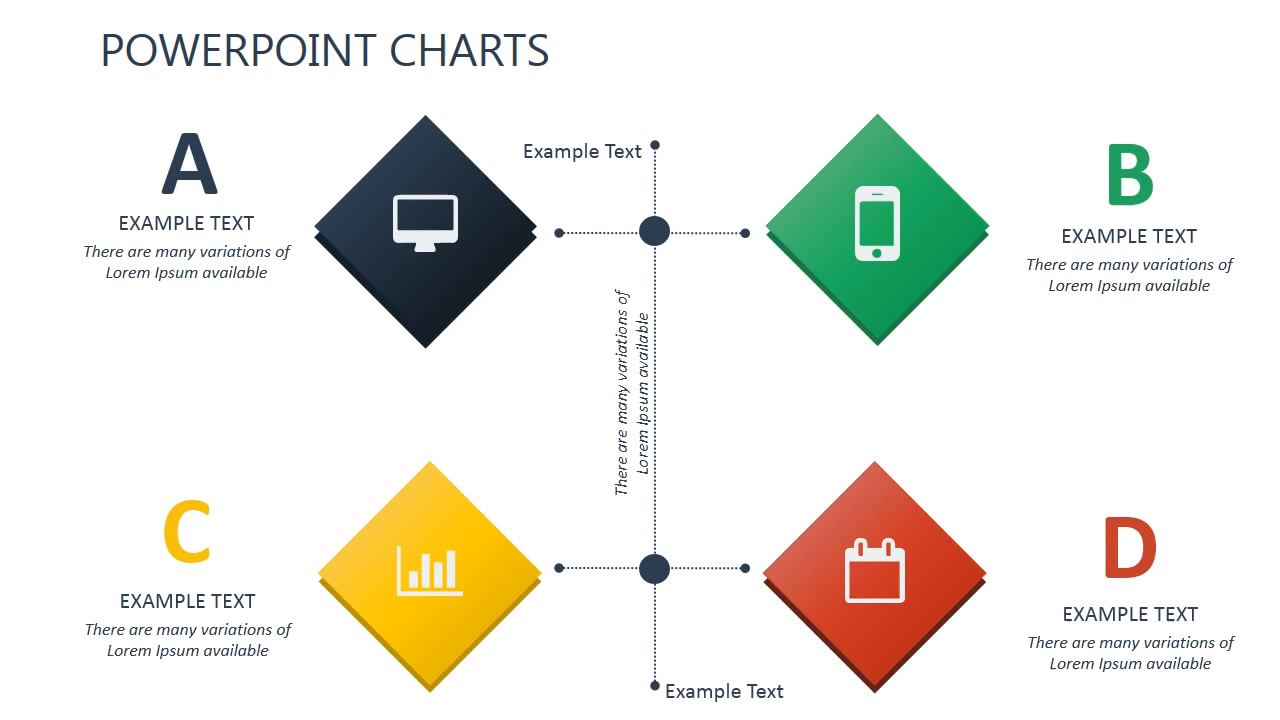 POWERPOINT CHARTS
A
EXAMPLE TEXT
There are many variations of
Lorem Ipsum available
Example Text
B
EXAMPLE TEXT
There are many variations of
Lorem Ipsum available
There are many variations of
Lorem Ipsum available
C
EXAMPLE TEXT
There are many variations of
Lorem Ipsum available
D
EXAMPLE TEXT
There are many variations of
Lorem Ipsum available
Example Text